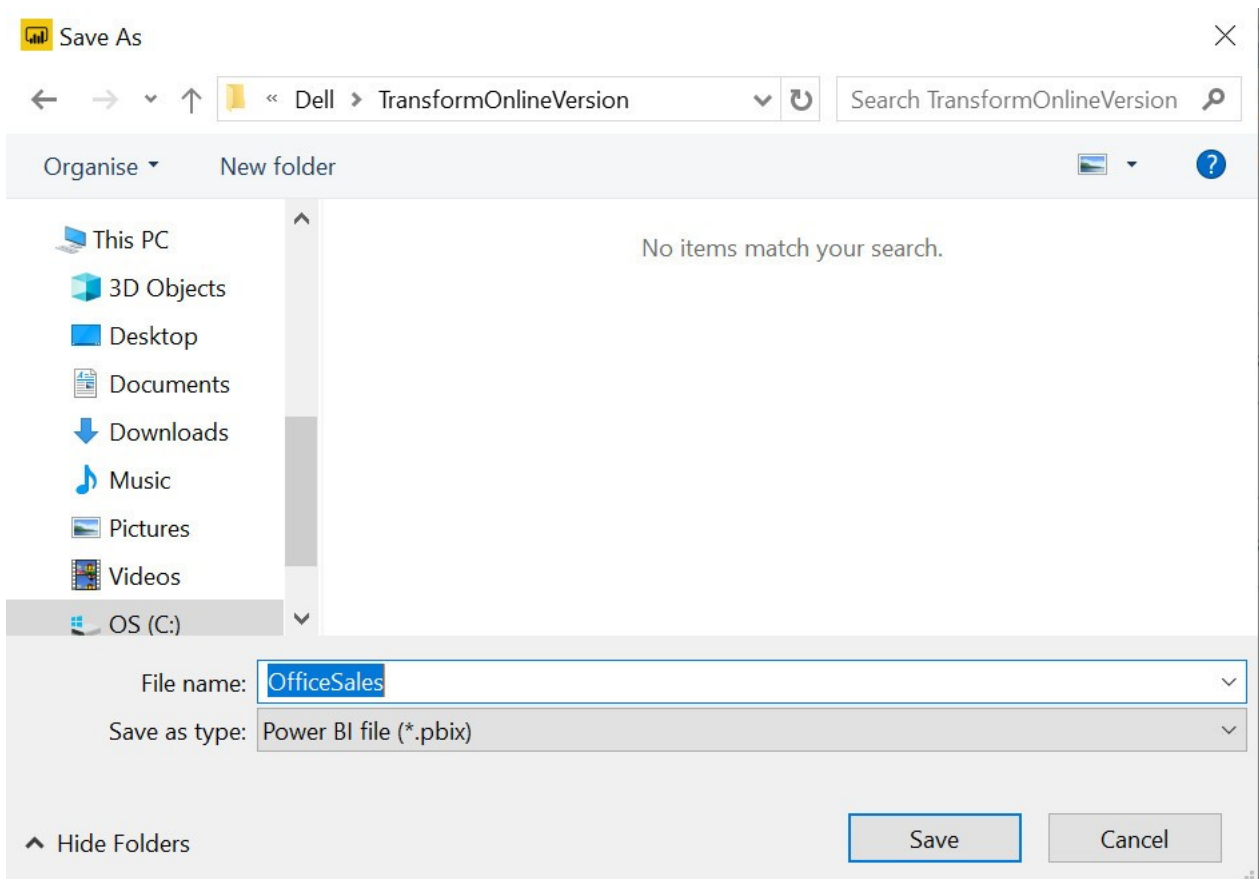 Save As
« Dell > TransformOnlineVersion
Search TransformOnlineVersion
Organise
New folder
?
This PC
3D Objects
Desktop
Documents
Downloads
Music
Pictures
Videos
OS (C:)
No items match your search.
File name: OfficeSales
Save as type: Power BI file (*.pbix)
Hide Folders
Save
Cancel